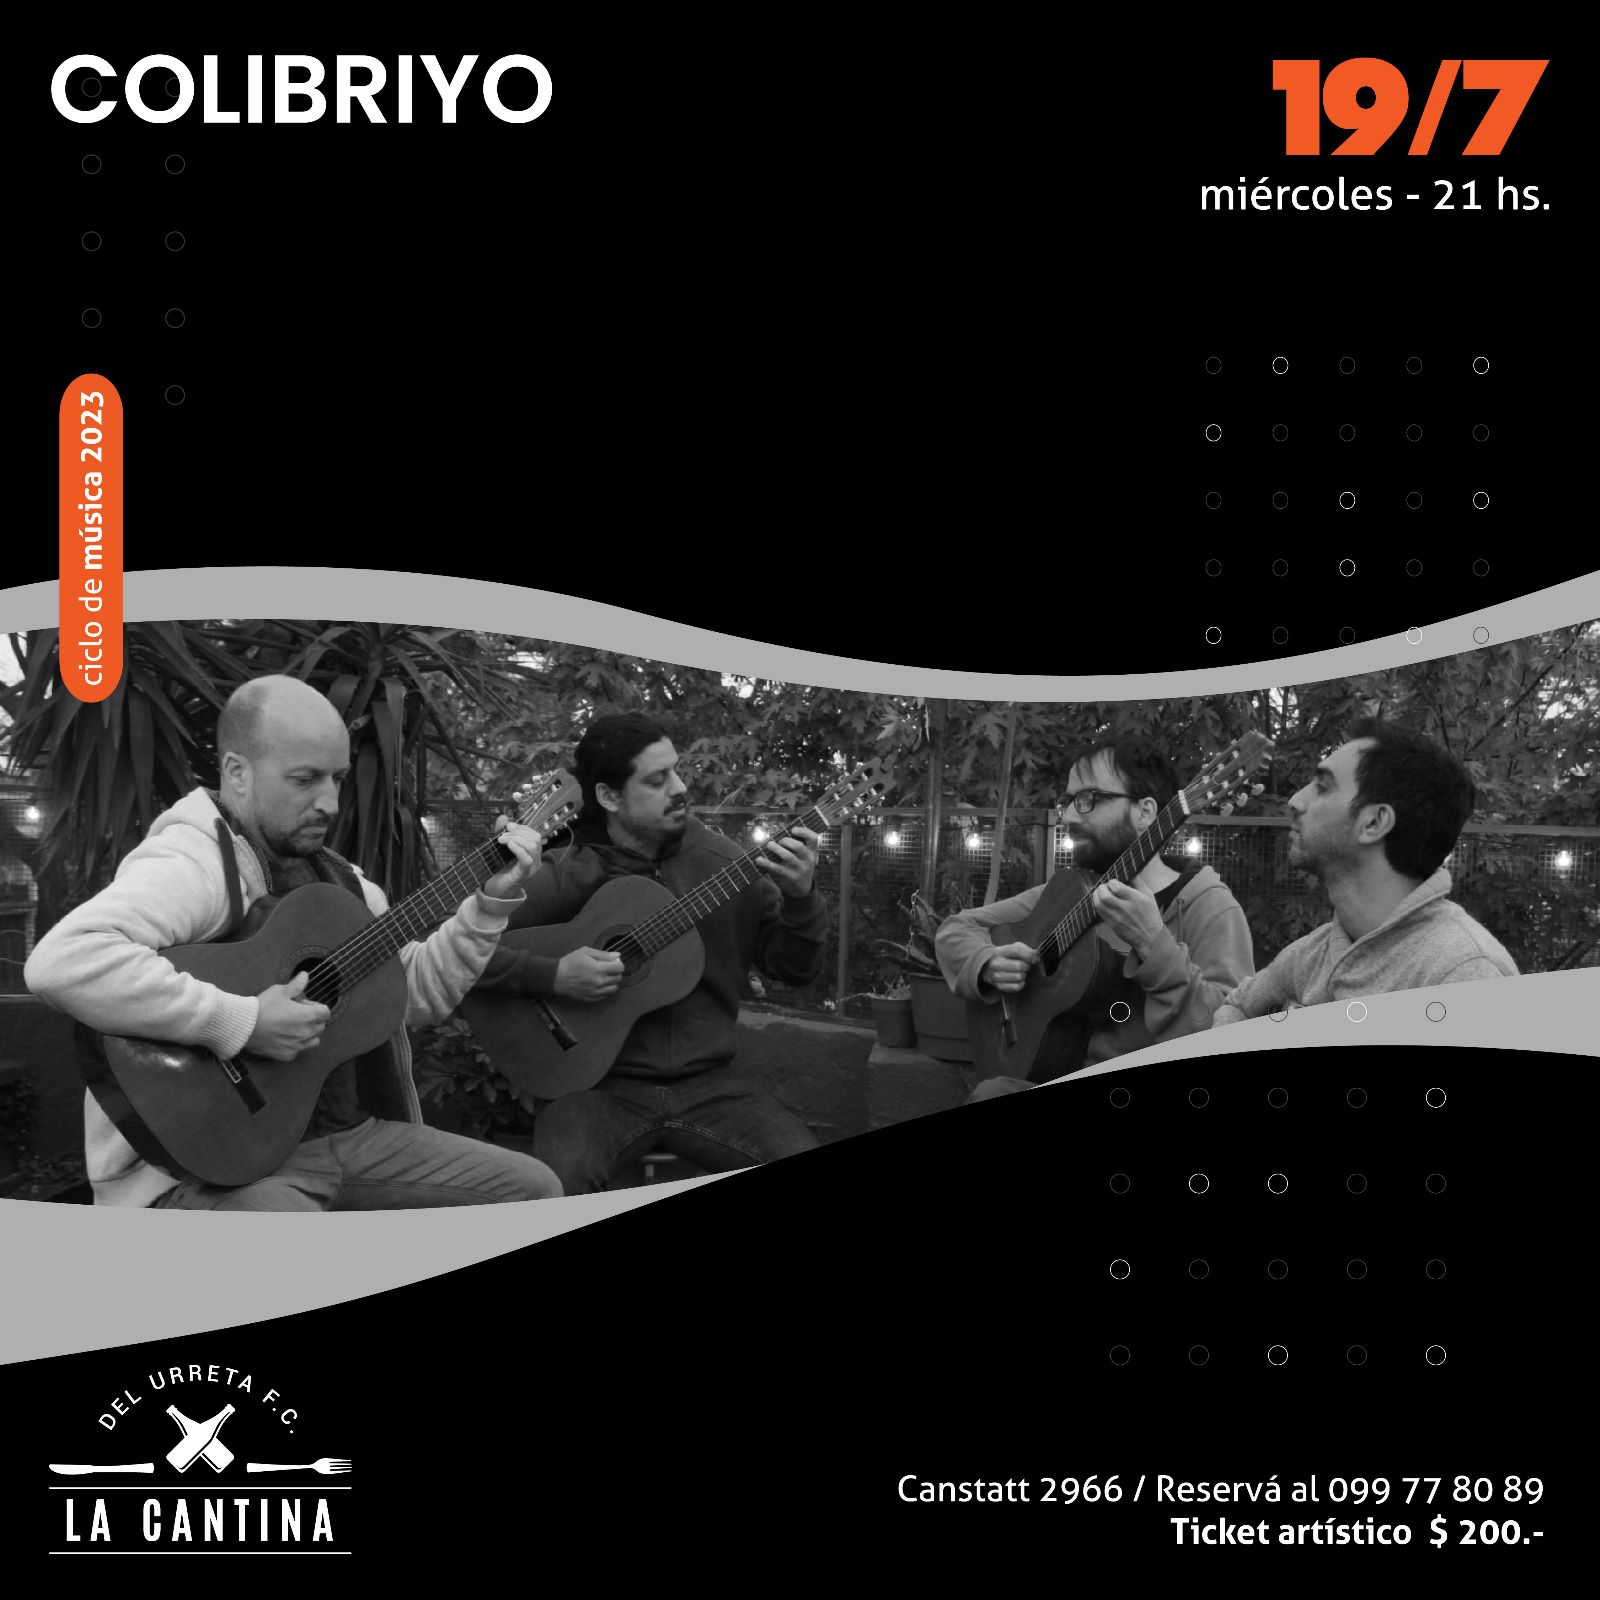 COLIBRIYO
19/7
miércoles - 21 hs.
ciclo de música 2023
DEL URRETA F.C.
LA CANTINA
Canstatt 2966 / Reservá al 099 77 80 89
Ticket artístico $ 200.-